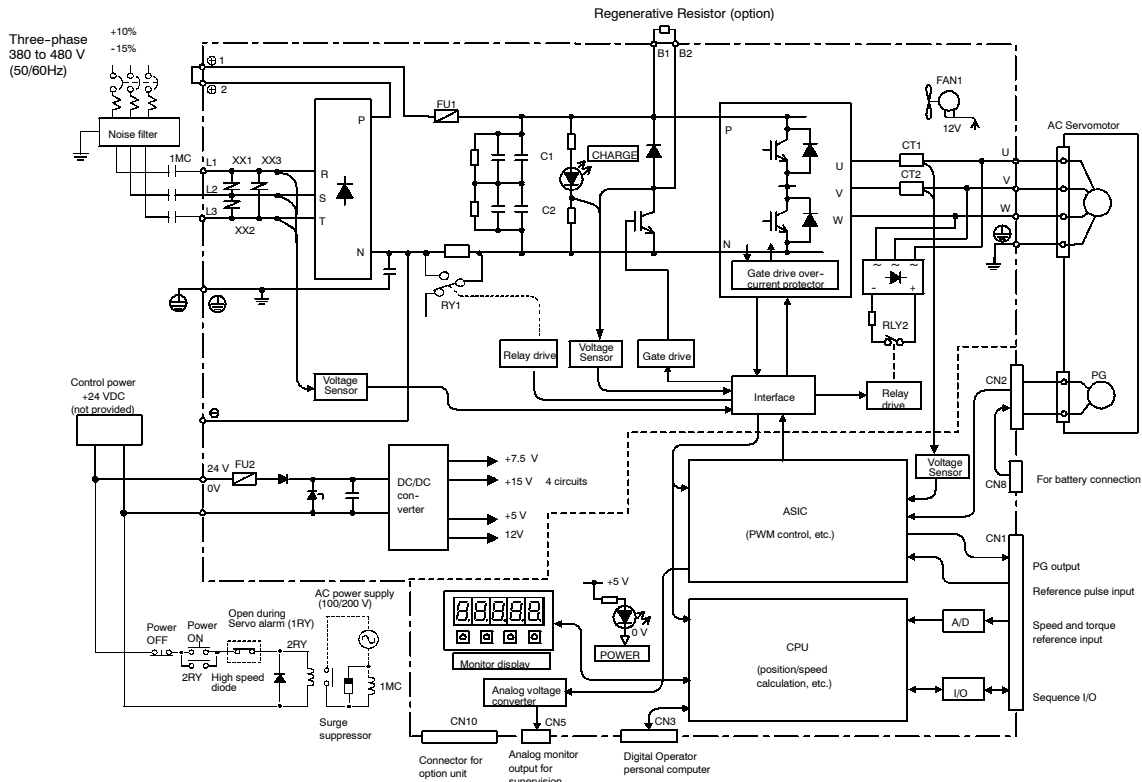 Regenerative Resistor (option)
Three-phase
380 to 480 V
(50/60Hz)
+10%
-15%
B1
B2
1
2
FU1
FAN1
12V
AC Servomotor
Noise filter
1MC
L1
L2
L3
XX1
XX3
XX2
P
R
S
T
N
C1
CHARGE
C2
P
N
U
V
W
CT1
CT2
U
V
W
Gate drive over-
current protector
~
~
~
-
+
RY1
RLY2
Relay drive
Voltage
Sensor
Gate drive
Voltage
Sensor
Interface
Relay
drive
CN2
PG
Control power
+24 VDC
(not provided)
24 V
0V
FU2
DC/DC
con-
verter
+7.5 V
+15 V
4 circuits
+5 V
12V
Voltage
Sensor
CN8
For battery connection
ASIC
(PWM control, etc.)
CN1
PG output
Reference pulse input
A/D
Speed and torque
reference input
I/O
Sequence I/O
CPU
(position/speed
calculation, etc.)
+5 V
0 V
POWER
8.8.8.8.8.
Monitor display
Analog voltage
converter
AC power supply
(100/200 V)
Open during
Servo alarm (1RY)
Power
OFF
Power
ON
2RY
2RY
High speed
diode
1MC
Surge
suppressor
CN10
CN5
CN3
Connector for
option unit
Analog monitor
output for
supervision
Digital Operator
personal computer